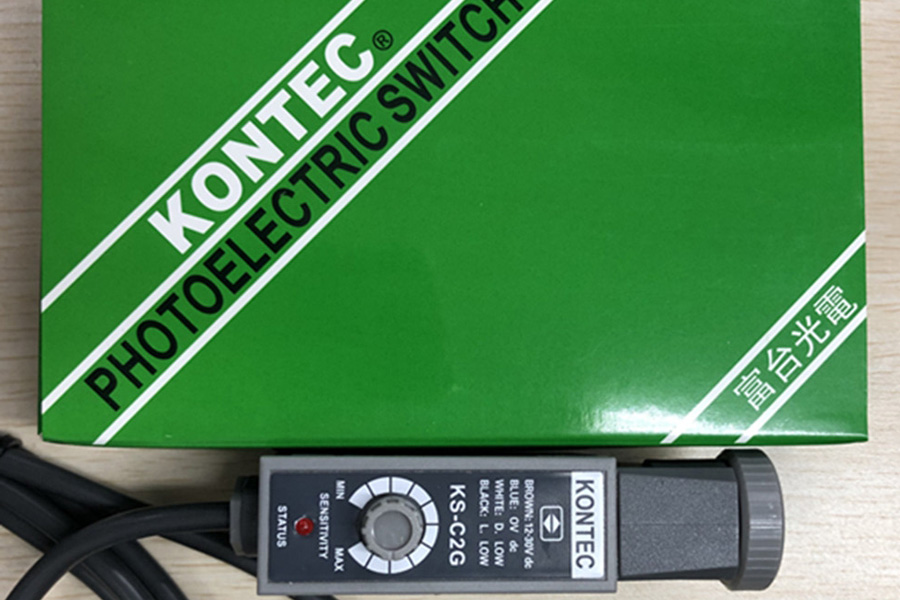 KONTEC®
PHOTOELECTRIC SWITCH
富台光電
KONTEC
BROWN: 12-30V dc
BLUE: OV dc
WHITE: D. LOW
BLACK: L. LOW
KS-C2G
MIN
SENSITIVITY
MAX
STATUS